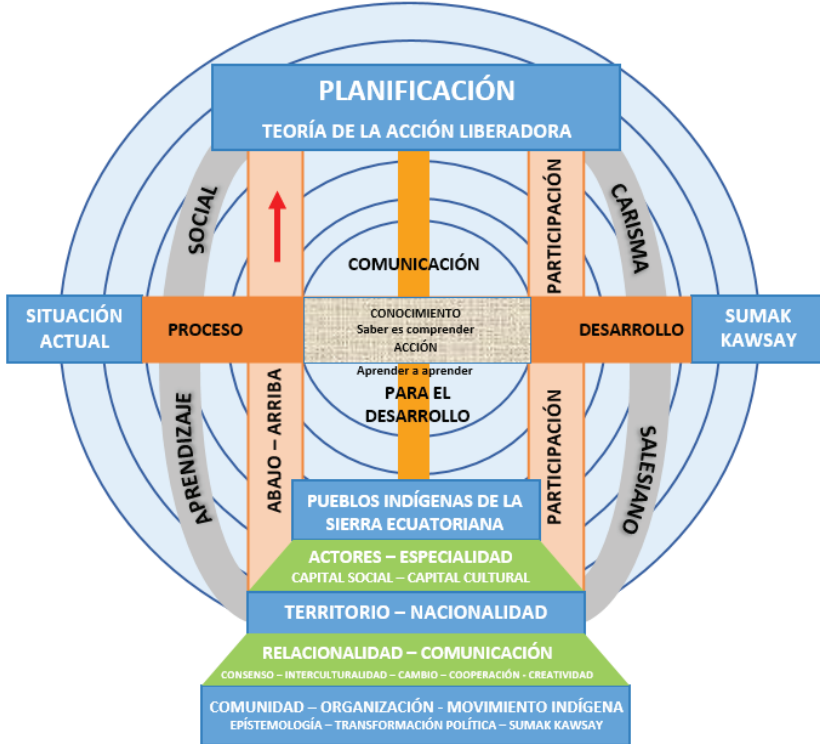 PLANIFICACIÓN
TEORÍA DE LA ACCIÓN LIBERADORA
SOCIAL
PARTICIPACIÓN
CARISMA
COMUNICACIÓN
SITUACIÓN
ACTUAL
PROCESO
CONOCIMIENTO
Saber es comprender
ACCIÓN
DESARROLLO
SUMAK
KAWSAY
Aprender a aprender
PARA EL
DESARROLLO
APRENDIZAJE
ABAJO – ARRIBA
PARTICIPACIÓN
SALESIANO
PUEBLOS INDÍGENAS DE LA
SIERRA ECUATORIANA
ACTORES – ESPECIALIDAD
CAPITAL SOCIAL – CAPITAL CULTURAL
TERRITORIO – NACIONALIDAD
RELACIONALIDAD – COMUNICACIÓN
CONSENSO – INTERCULTURALIDAD – CAMBIO – COOPERACIÓN - CREATIVIDAD
COMUNIDAD – ORGANIZACIÓN - MOVIMIENTO INDÍGENA
EPÍSTEMOLOGÍA – TRANSFORMACIÓN POLÍTICA – SUMAK KAWSAY